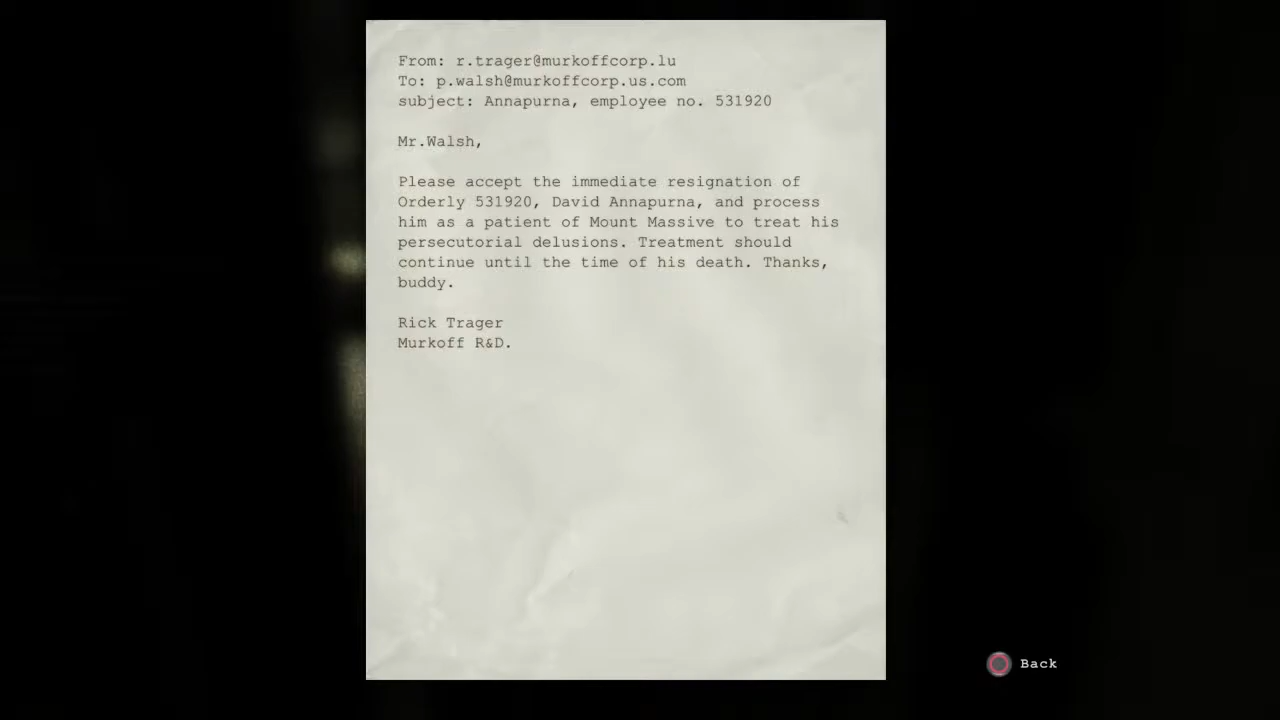 From: r.trager@murkoffcorp.lu
To: p.walsh@murkoffcorp.us.com
subject: Annapurna, employee no. 531920
Mr.Walsh,
Please accept the immediate resignation of
Orderly 531920, David Annapurna, and process
him as a patient of Mount Massive to treat his
persecutorial delusions. Treatment should
continue until the time of his death. Thanks,
buddy.
Rick Trager
Murkoff R&D.
Back